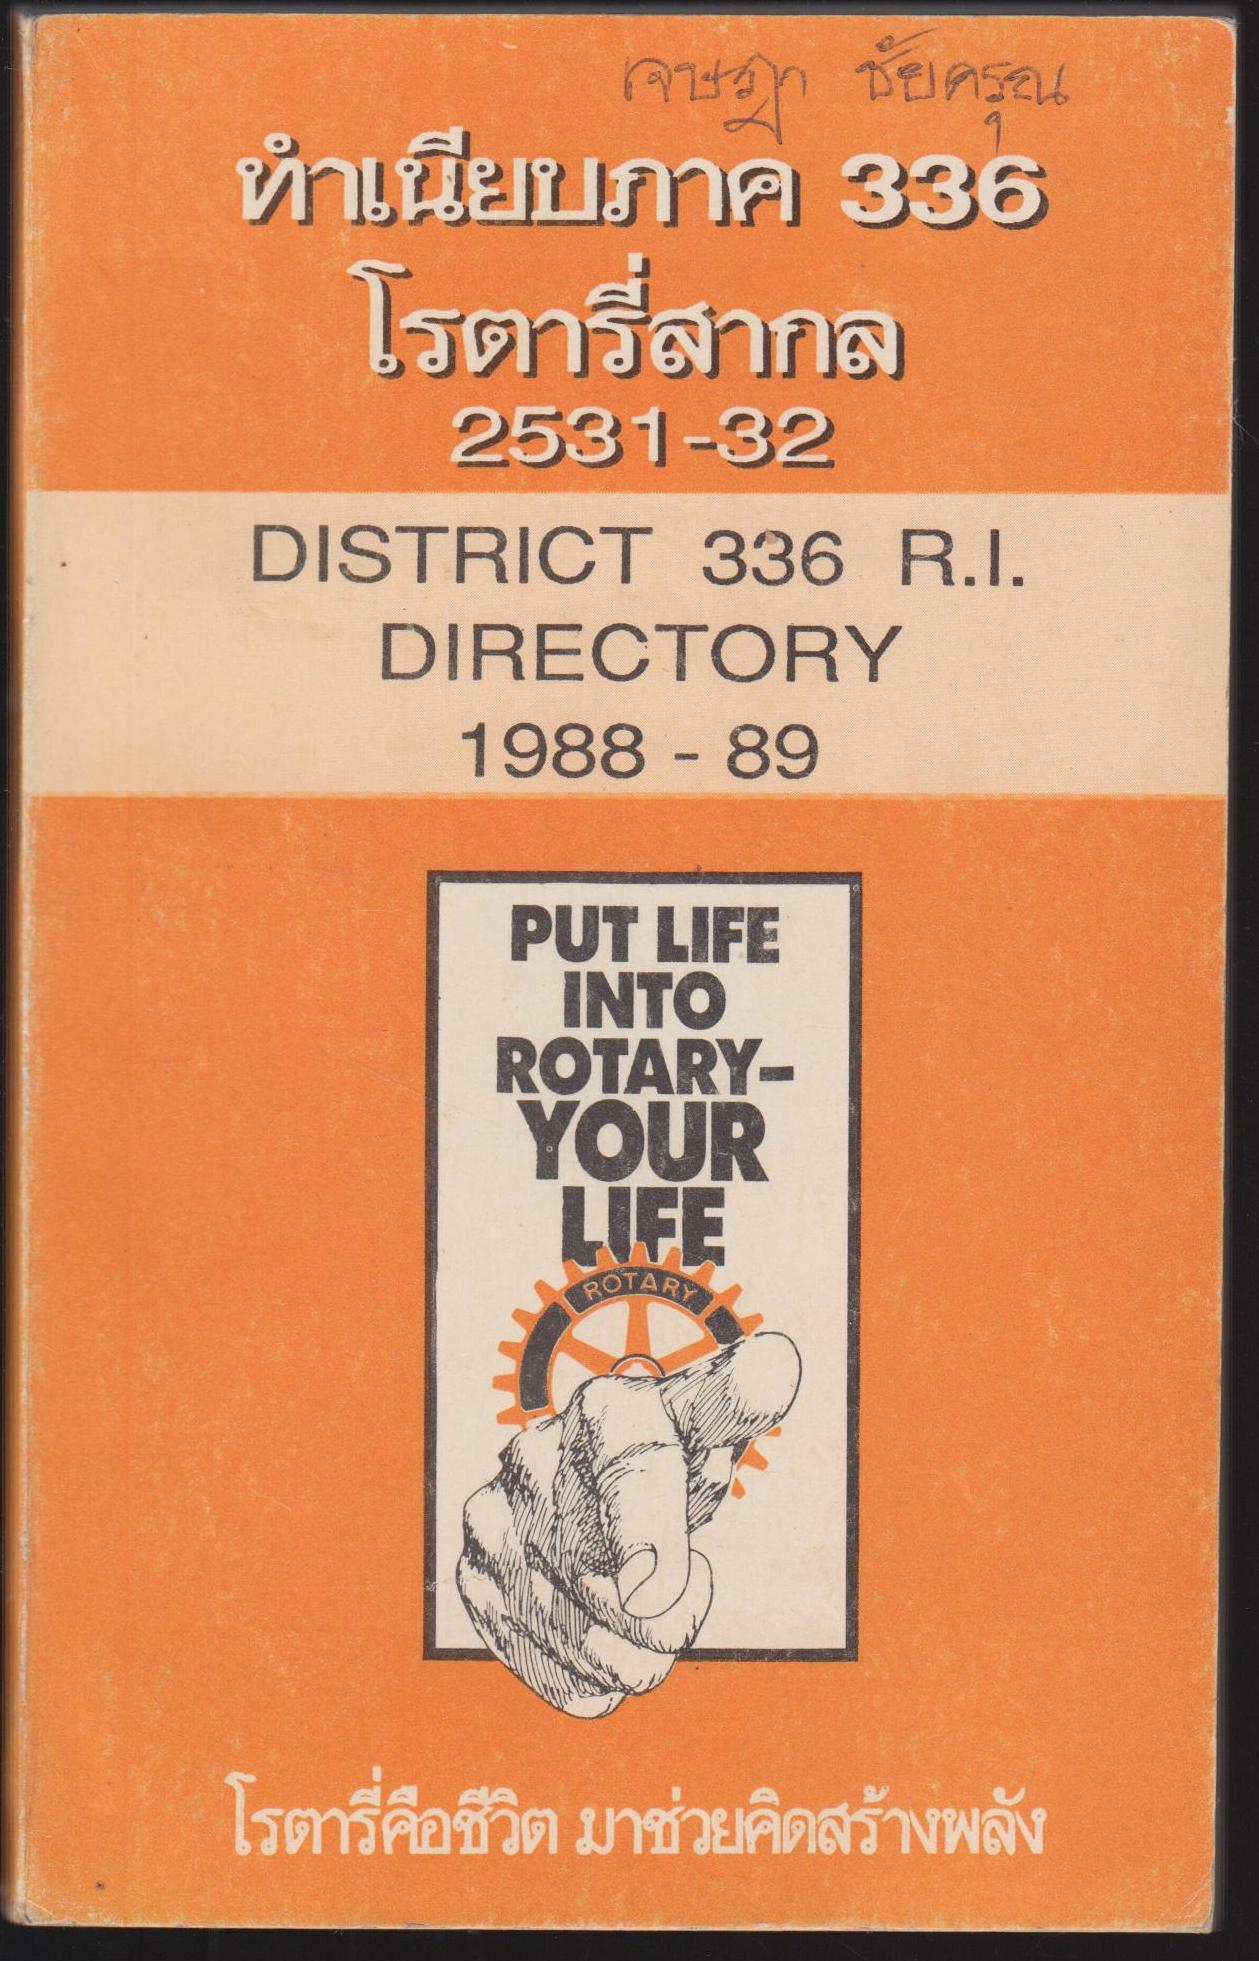 เจษฎา ชัยครุฑ
ทำเนียบภาค 336
โรตารี่สากล
2531-32
DISTRICT 336 R.I.
DIRECTORY
1988 - 89
PUT LIFE
INTO
ROTARY-
YOUR
LIFE
ROTARY
โรตารี่คือชีวิต มาช่วยคิดสร้างพลัง